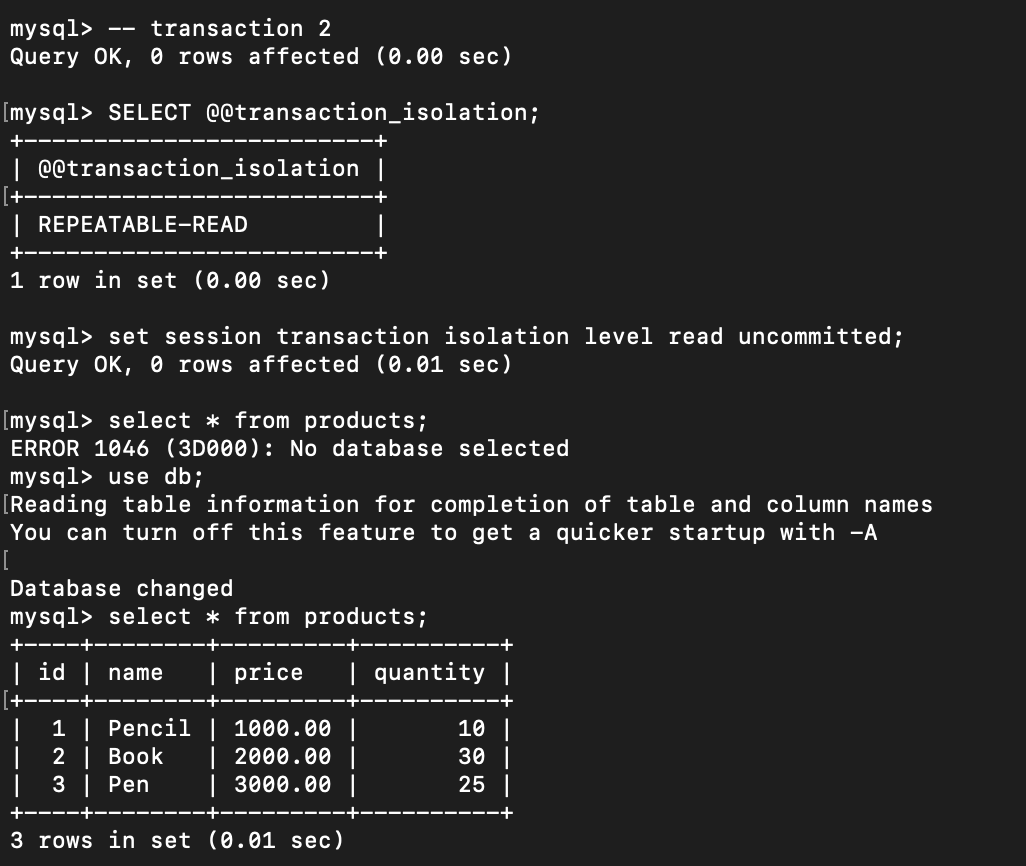 mysql> -- transaction 2
Query OK, 0 rows affected (0.00 sec)

[mysql> SELECT @@transaction_isolation;
+-------------------------+
| @@transaction_isolation |
[+-------------------------+
| REPEATABLE-READ         |
+-------------------------+
1 row in set (0.00 sec)

mysql> set session transaction isolation level read uncommitted;
Query OK, 0 rows affected (0.01 sec)

[mysql> select * from products;
ERROR 1046 (3D000): No database selected
mysql> use db;
[Reading table information for completion of table and column names
You can turn off this feature to get a quicker startup with -A
[
Database changed
mysql> select * from products;
+----+--------+---------+----------+
| id | name   | price   | quantity |
[+----+--------+---------+----------+
|  1 | Pencil | 1000.00 |       10 |
|  2 | Book   | 2000.00 |       30 |
|  3 | Pen    | 3000.00 |       25 |
+----+--------+---------+----------+
3 rows in set (0.01 sec)